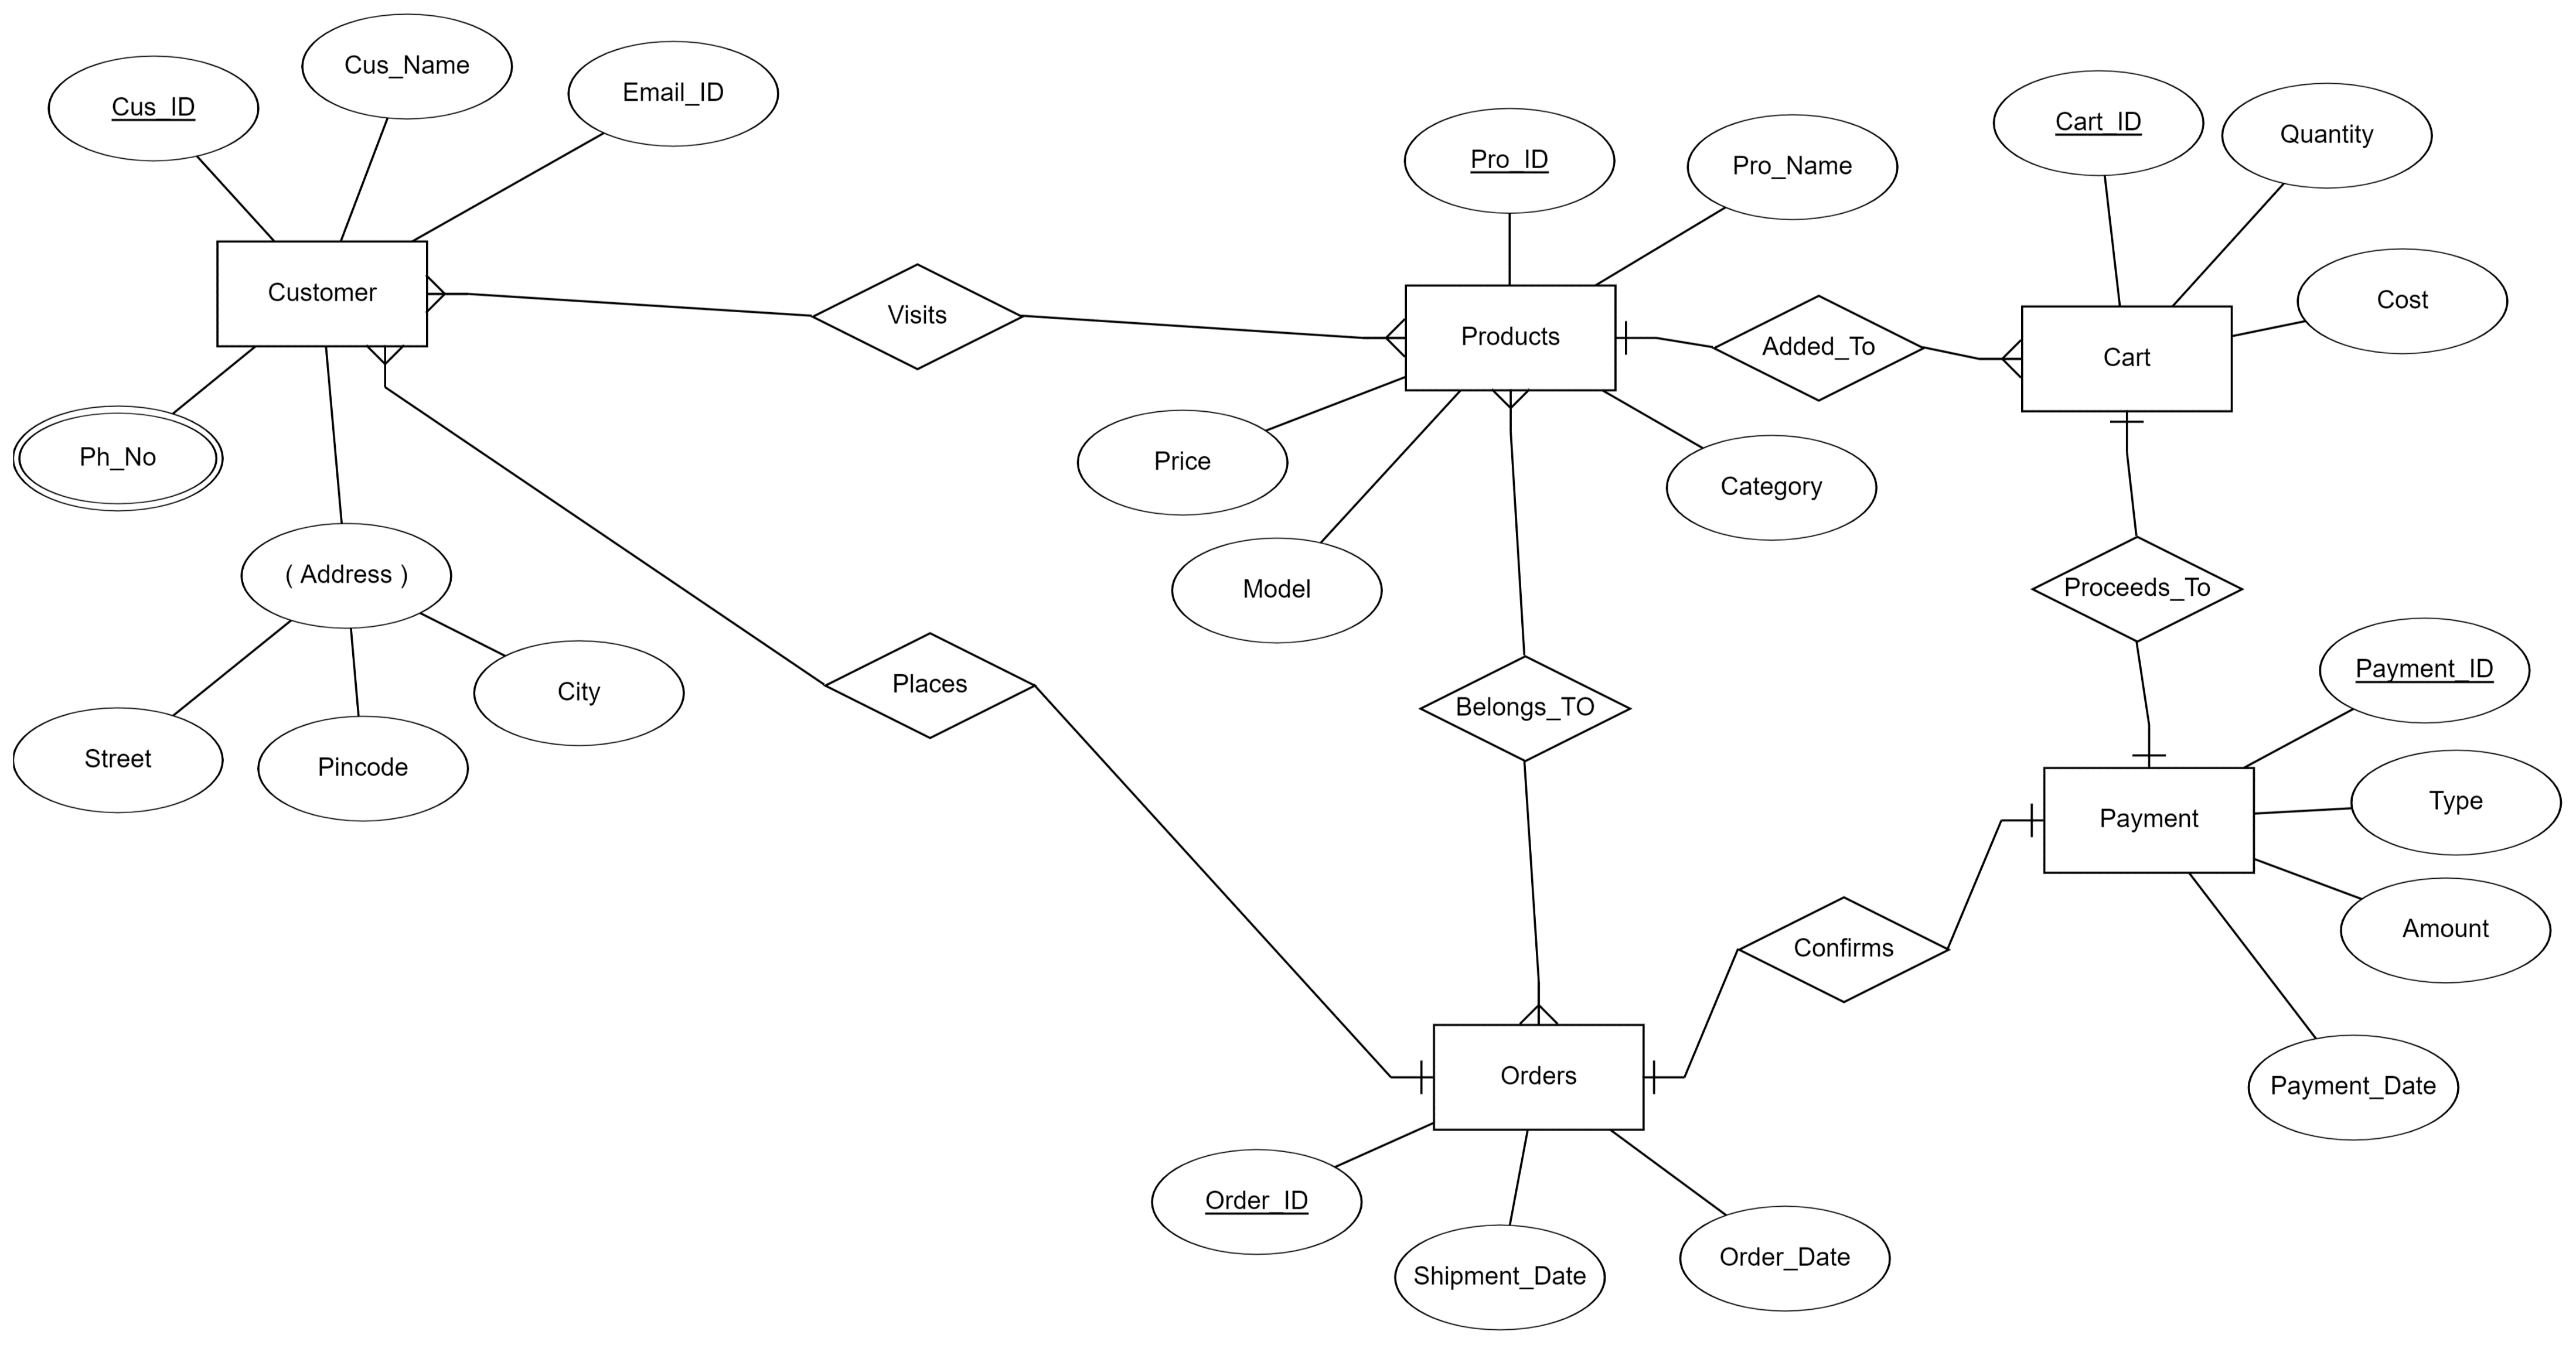 Cus_ID
Cus_Name
Email_ID
Customer
Ph_No
( Address )
Street
Pincode
City
Visits
Places
Pro_ID
Pro_Name
Products
Price
Model
Category
Added_To
Cart_ID
Quantity
Cost
Cart
Proceeds_To
Belongs_TO
Payment_ID
Type
Payment
Amount
Payment_Date
Confirms
Orders
Order_ID
Shipment_Date
Order_Date